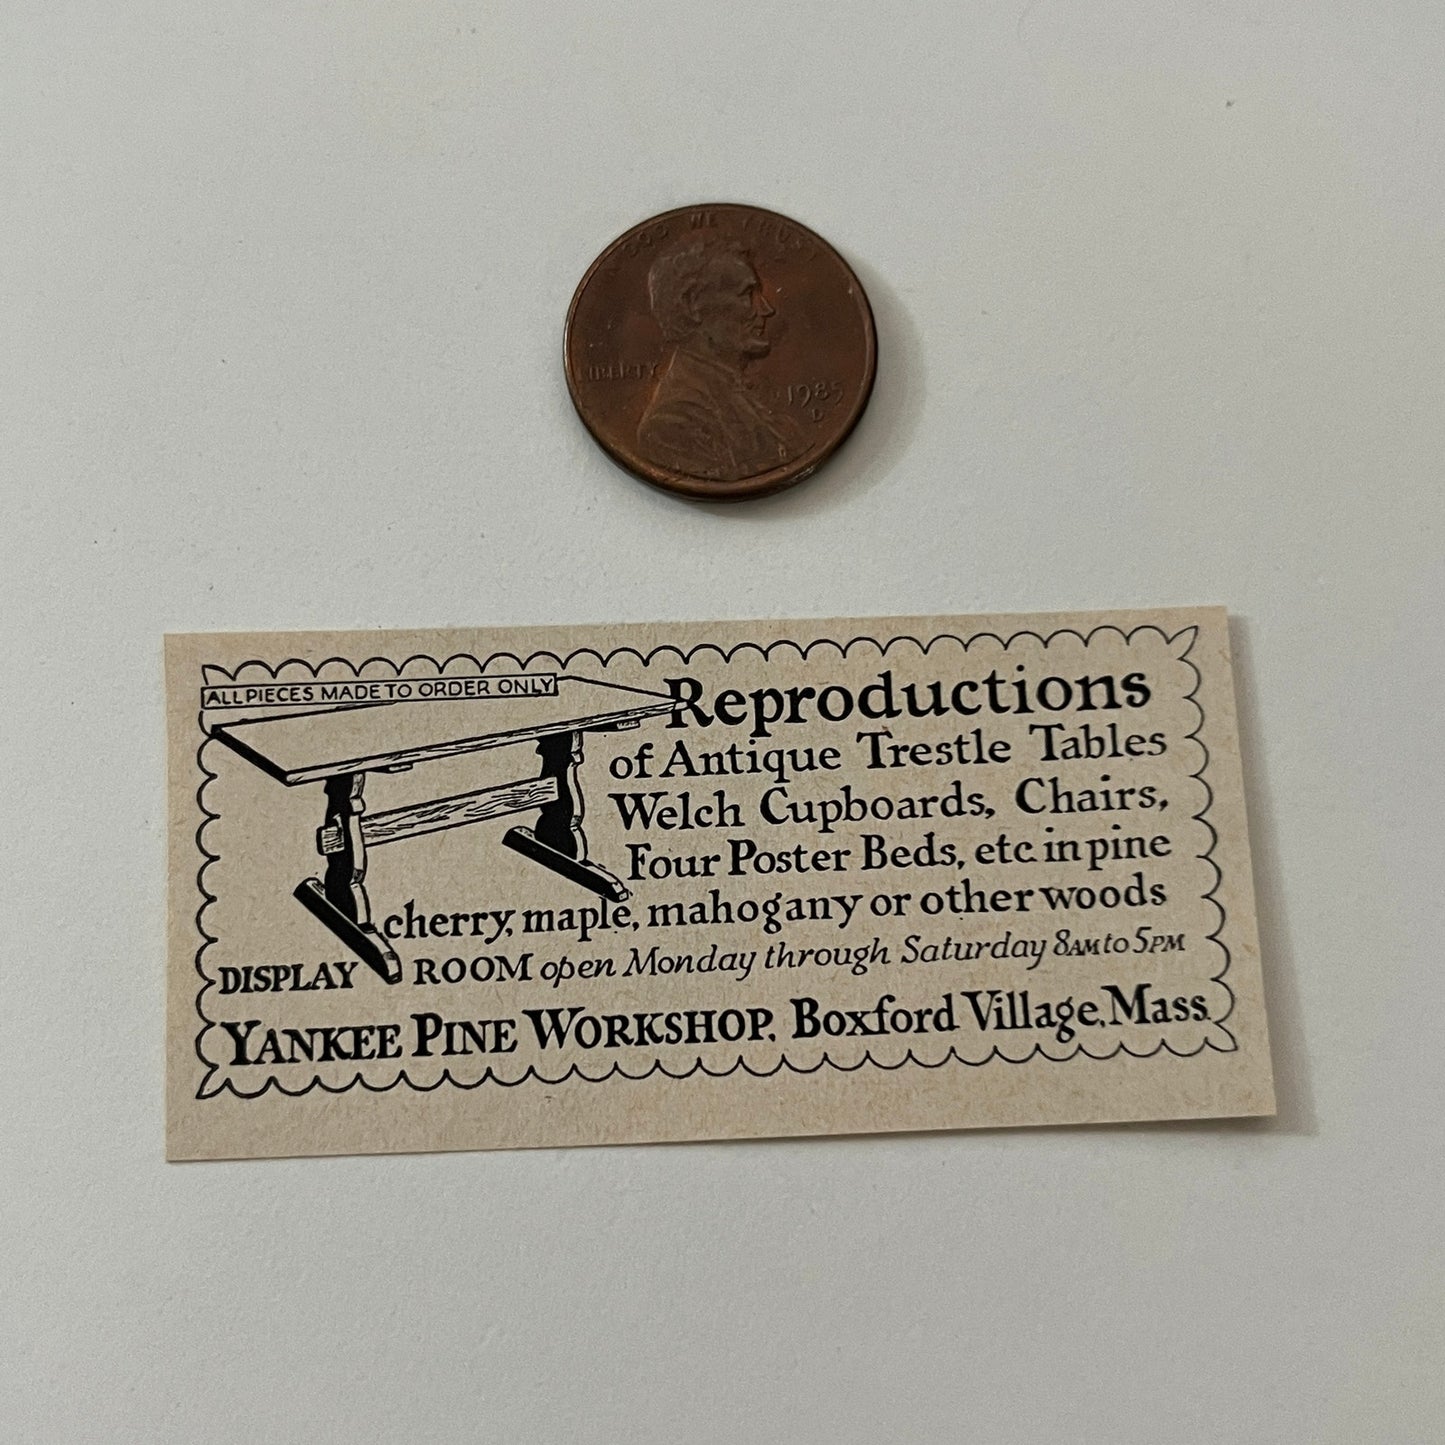 IN GOD WE TRUST
LIBERTY
1985
D
ALL PIECES MADE TO ORDER ONLY
Reproductions
of Antique Trestle Tables
Welch Cupboards, Chairs,
Four Poster Beds, etc in pine
cherry, maple, mahogany or other woods
DISPLAY ROOM open Monday through Saturday 8AM to 5PM
YANKEE PINE WORKSHOP, Boxford Village, Mass.